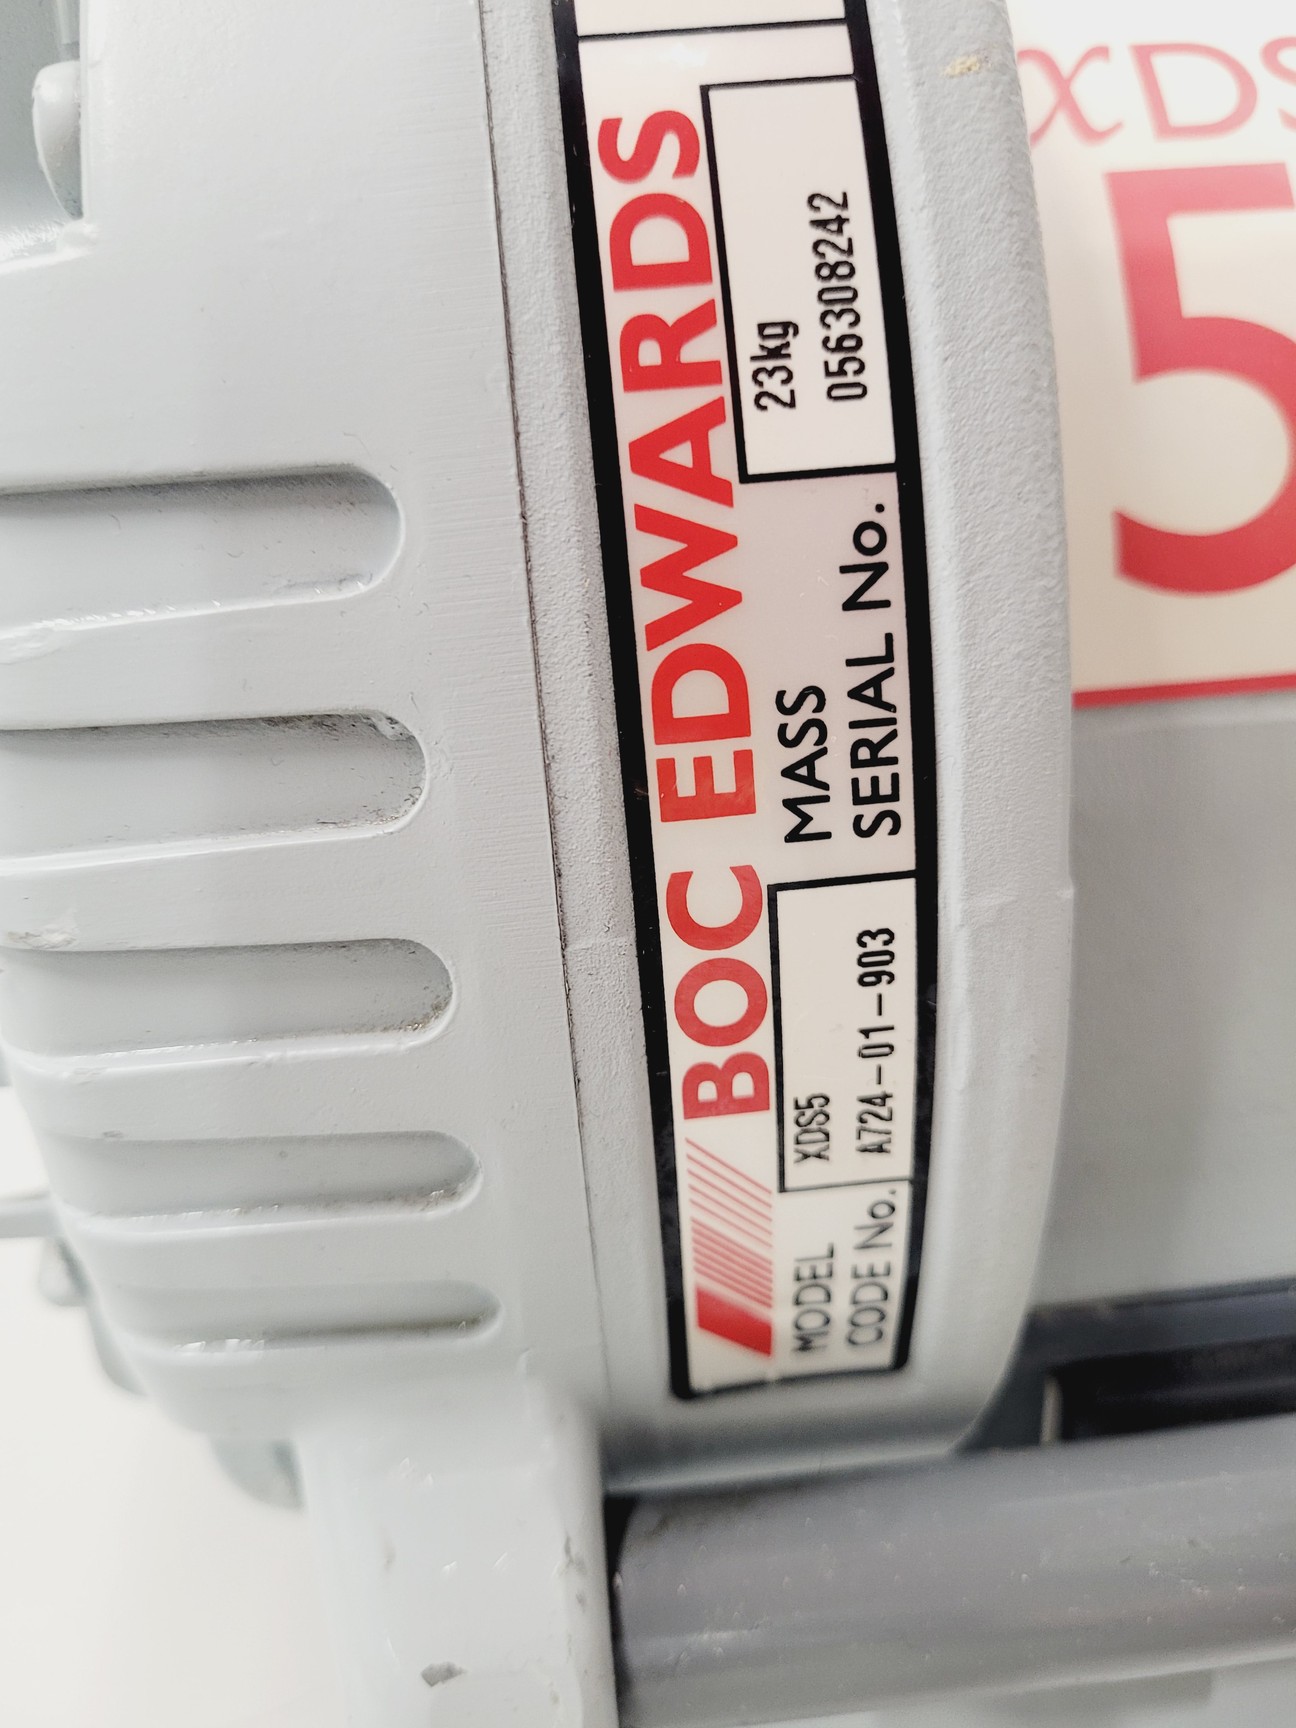 BOC EDWARDS
MODEL XDS5 MASS 23kg
CODE No. A724-01-903 SERIAL No. 056308242
XDS
5